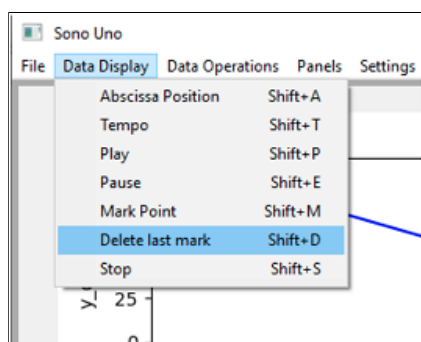 Sono Uno
File Data Display Data Operations Panels Settings
Abscissa Position Shift+A
Tempo Shift+T
Play Shift+P
Pause Shift+E
Mark Point Shift+M
Delete last mark Shift+D
Stop Shift+S
25